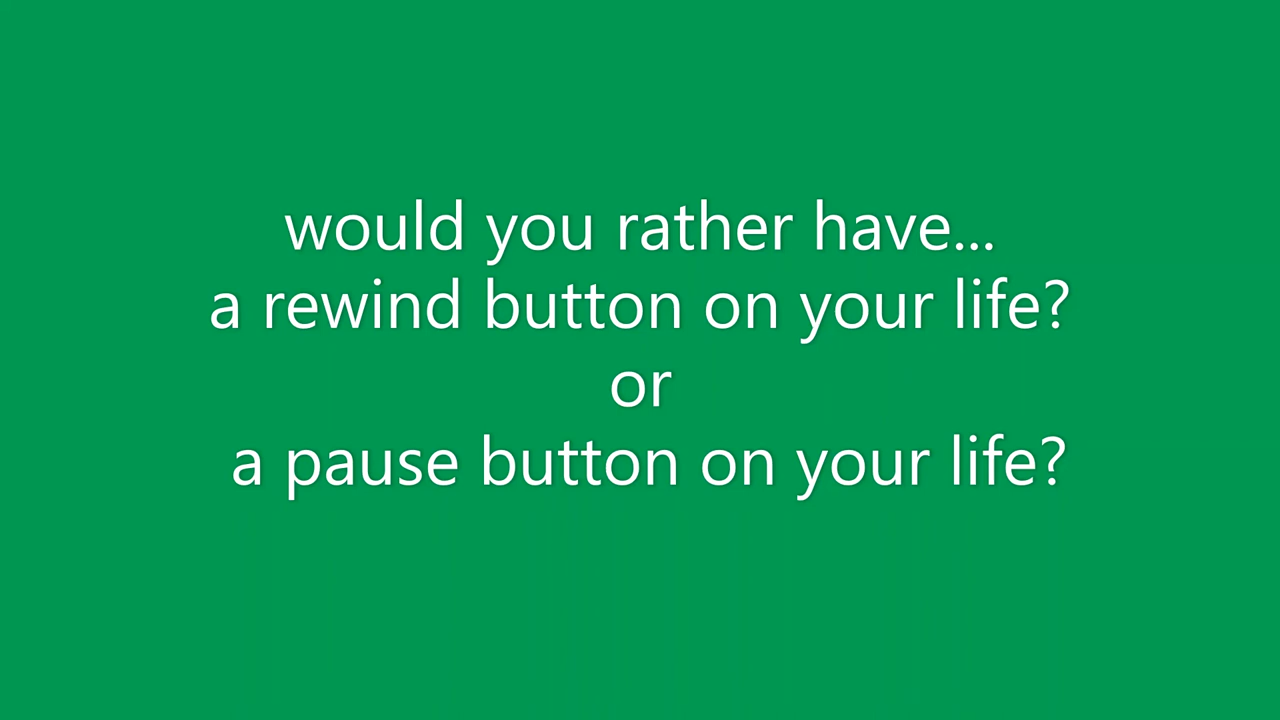 would you rather have...
a rewind button on your life?
or
a pause button on your life?